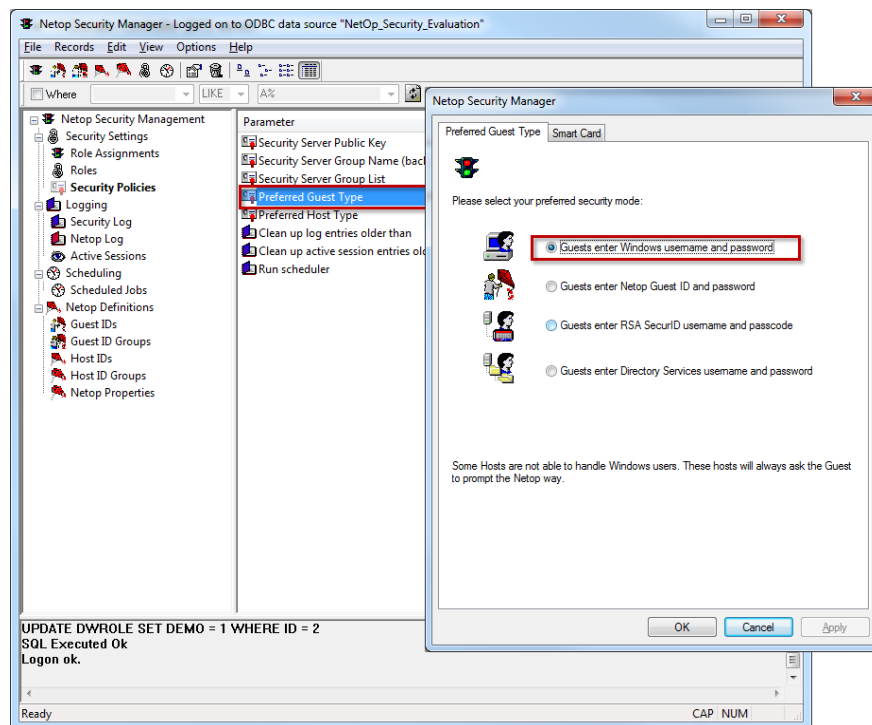 Netop Security Manager - Logged on to ODBC data source "NetOp_Security_Evaluation"
File Records Edit View Options Help
Where LIKE A%
Netop Security Management
Security Settings
Role Assignments
Roles
Security Policies
Logging
Security Log
Netop Log
Active Sessions
Scheduling
Scheduled Jobs
Netop Definitions
Guest IDs
Guest ID Groups
Host IDs
Host ID Groups
Netop Properties
Parameter
Security Server Public Key
Security Server Group Name (bac
Security Server Group List
Preferred Guest Type
Preferred Host Type
Clean up log entries older than
Clean up active session entries ol
Run scheduler
Netop Security Manager
Preferred Guest Type Smart Card
Please select your preferred security mode:
Guests enter Windows username and password
Guests enter Netop Guest ID and password
Guests enter RSA SecurID username and passcode
Guests enter Directory Services username and password
Some Hosts are not able to handle Windows users. These hosts will always ask the Guest
to prompt the Netop way.
OK Cancel Apply
UPDATE DWROLE SET DEMO = 1 WHERE ID = 2
SQL Executed Ok
Logon ok.
Ready CAP NUM